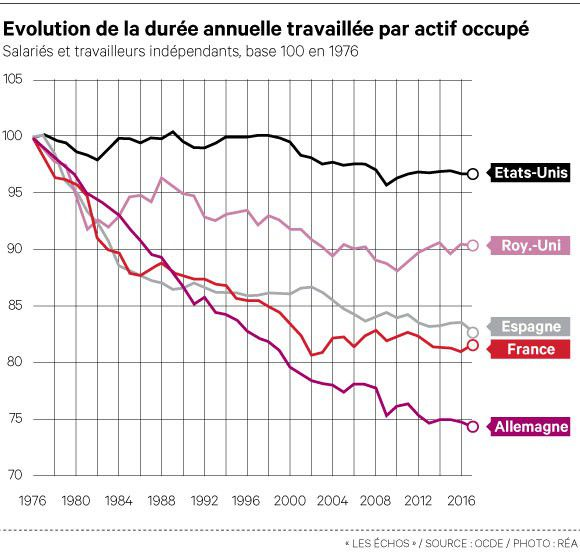 Evolution de la durée annuelle travaillée par actif occupé
Salariés et travailleurs indépendants, base 100 en 1976
105
100
95
90
85
80
75
70
Etats-Unis
Roy.-Uni
Espagne
France
Allemagne
1976 1980 1984 1988 1992 1996 2000 2004 2008 2012 2016
« LES ÉCHOS » / SOURCE : OCDE / PHOTO : RÉA